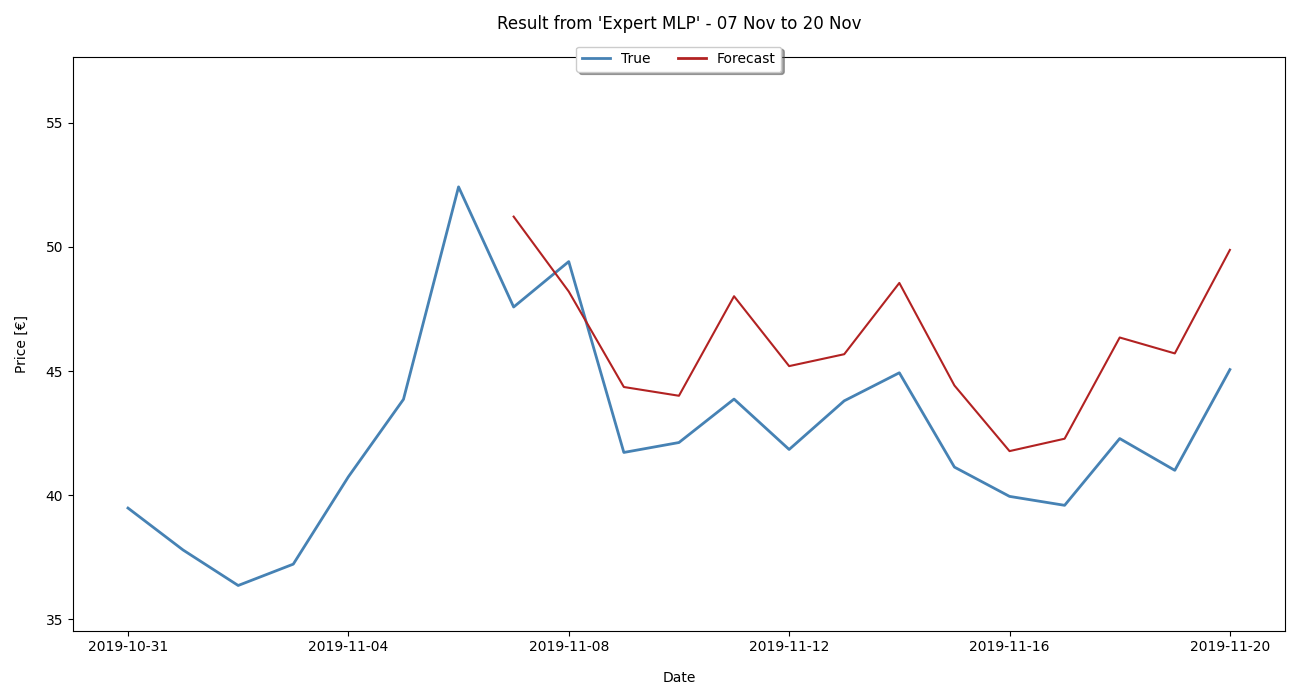 Result from 'Expert MLP' - 07 Nov to 20 Nov
True Forecast
55
50
45
40
35
Price [€]
2019-10-31 2019-11-04 2019-11-08 2019-11-12 2019-11-16 2019-11-20
Date